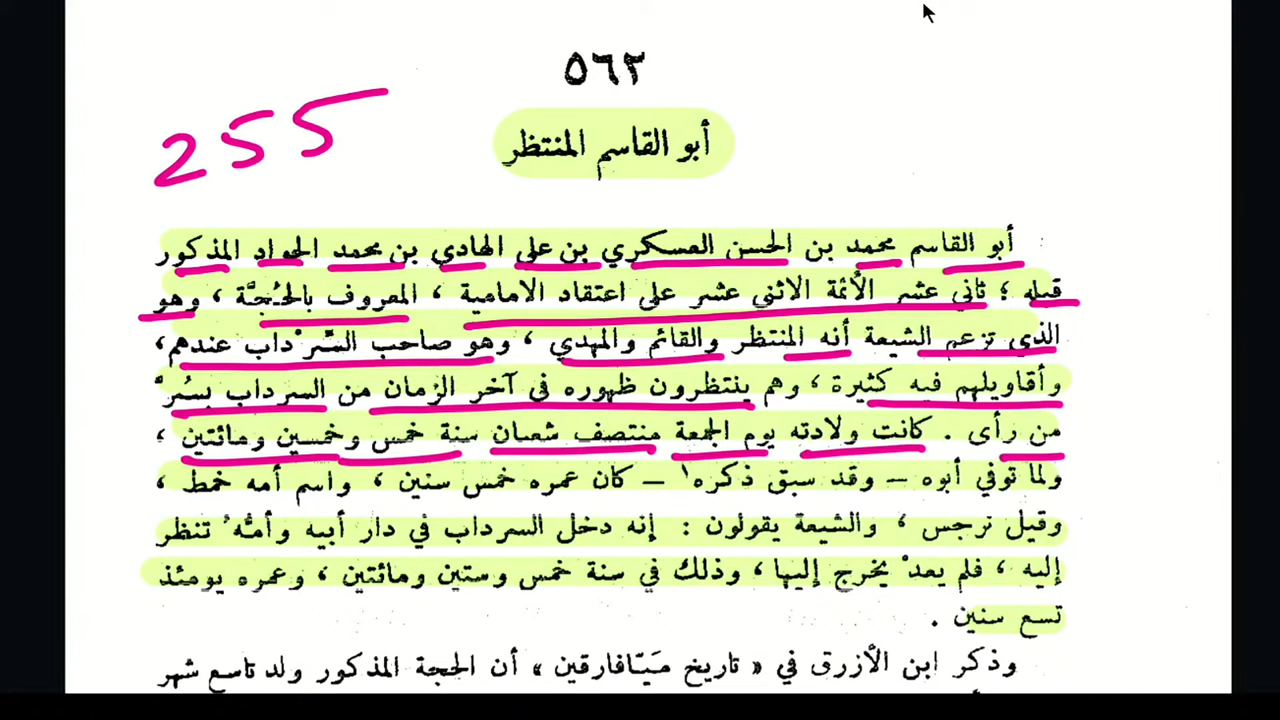 ٥٦٢
255
أبو القاسم المنتظر
أبو القاسم محمد بن الحسن العسكري بن علي الهادي بن محمد الجواد المذكور
قبله ؛ ثاني عشر الأئمة الاثني عشر على اعتقاد الامامية ، المعروف بالحُجَّة ، وهو
الذي تزعم الشيعة أنه المنتظر والقائم والمهدي ، وهو صاحب السِّرْداب عندهم ،
وأقاويلهم فيه كثيرة ، وهم ينتظرون ظهوره في آخر الزمان من السرداب بسُرَّ
من رأى . كانت ولادته يوم الجمعة منتصف شعبان سنة خمس وخمسين ومائتين ،
ولما توفي أبوه – وقد سبق ذكره١ – كان عمره خمس سنين ، واسم أمه خمط ،
وقيل نرجس ، والشيعة يقولون : إنه دخل السرداب في دار أبيه وأمُّه تنظر
إليه ، فلم يعدْ يخرج إليها ، وذلك في سنة خمس وستين ومائتين ، وعمره يومئذ
تسع سنين .
وذكر ابن الأزرق في « تاريخ مَيّافارقين » أن الحجة المذكور ولد تاسع شهر